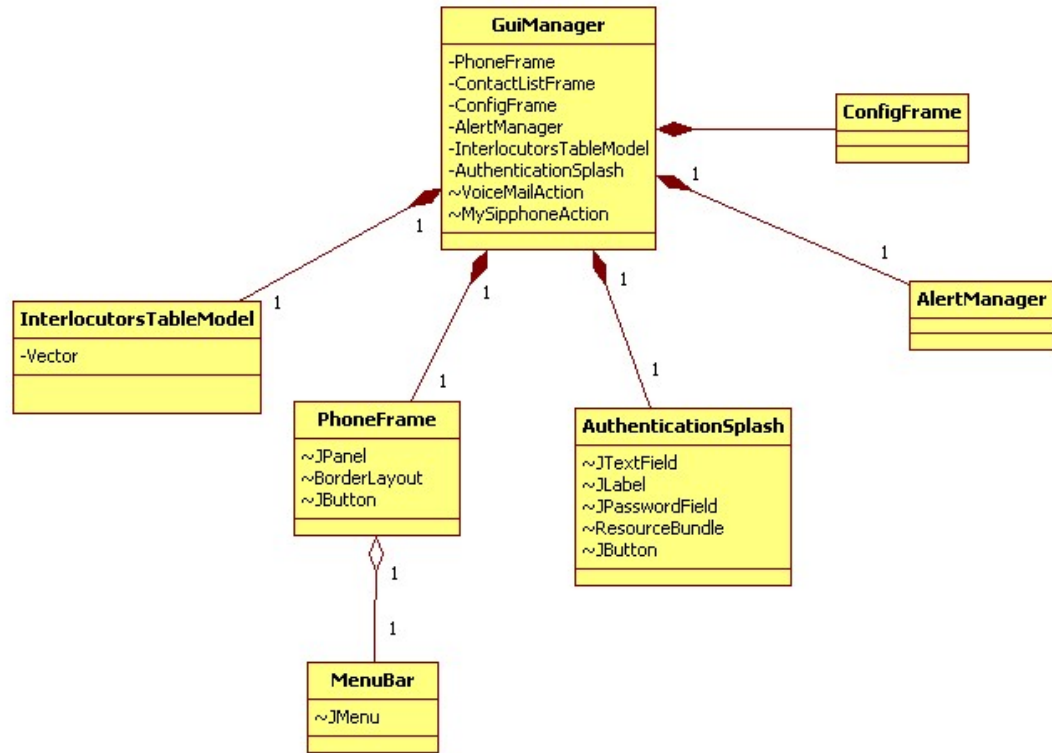 GuiManager
-PhoneFrame
-ContactListFrame
-ConfigFrame
-AlertManager
-InterlocutorsTableModel
-AuthenticationSplash
~VoiceMailAction
~MySipphoneAction
ConfigFrame
1
1
1
1
AlertManager
1
1
InterlocutorsTableModel
-Vector
1
1
PhoneFrame
~JPanel
~BorderLayout
~JButton
AuthenticationSplash
~JTextField
~JLabel
~JPasswordField
~ResourceBundle
~JButton
1
1
MenuBar
~JMenu